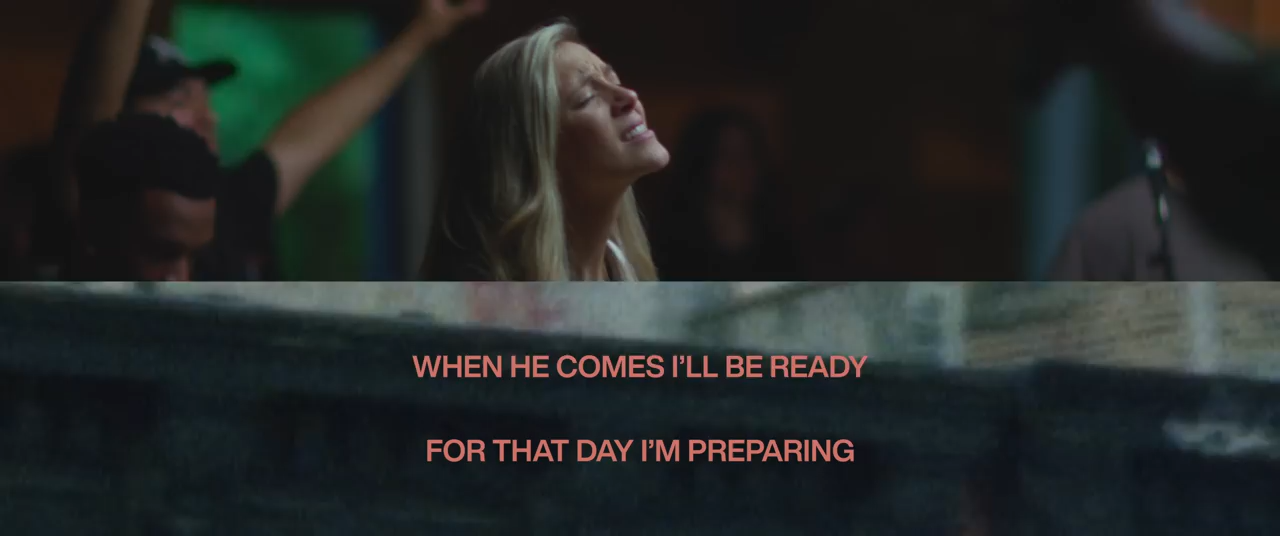 WHEN HE COMES I'LL BE READY
FOR THAT DAY I'M PREPARING